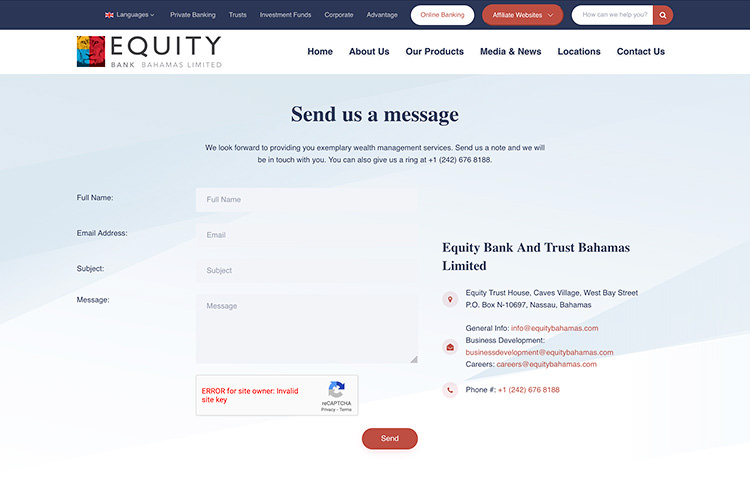 Languages
Private Banking
Trusts
Investment Funds
Corporate
Advantage
Online Banking
Affiliate Websites
How can we help you?
EQUITY
BANK BAHAMAS LIMITED
Home
About Us
Our Products
Media & News
Locations
Contact Us
Send us a message
We look forward to providing you exemplary wealth management services. Send us a note and we will
be in touch with you. You can also give us a ring at +1 (242) 676 8188.
Full Name:
Full Name
Email Address:
Email
Subject:
Subject
Message:
Message
ERROR for site owner: Invalid
site key
reCAPTCHA
Privacy - Terms
Send
Equity Bank And Trust Bahamas
Limited
Equity Trust House, Caves Village, West Bay Street
P.O. Box N-10697, Nassau, Bahamas
General Info: info@equitybahamas.com
Business Development:
businessdevelopment@equitybahamas.com
Careers: careers@equitybahamas.com
Phone #: +1 (242) 676 8188